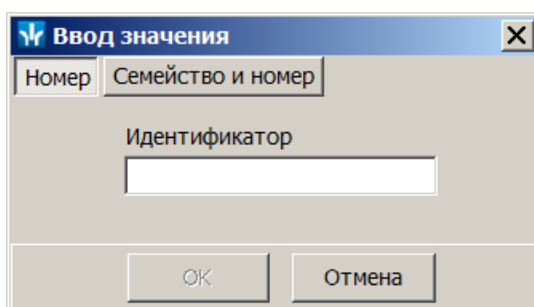 Ввод значения
Номер Семейство и номер
Идентификатор
OK Отмена